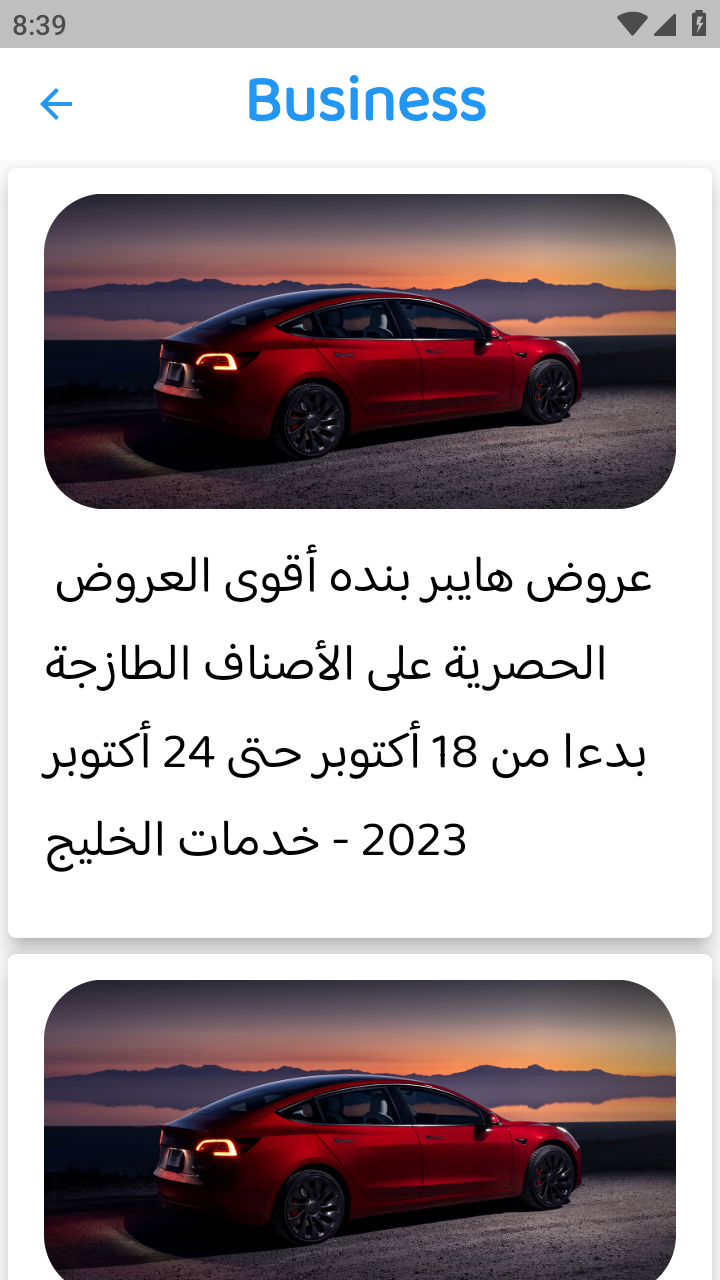 8:39
Business
عروض هايبر بنده أقوى العروض
الحصرية على الأصناف الطازجة
بدءا من 18 أكتوبر حتى 24 أكتوبر
2023 - خدمات الخليج